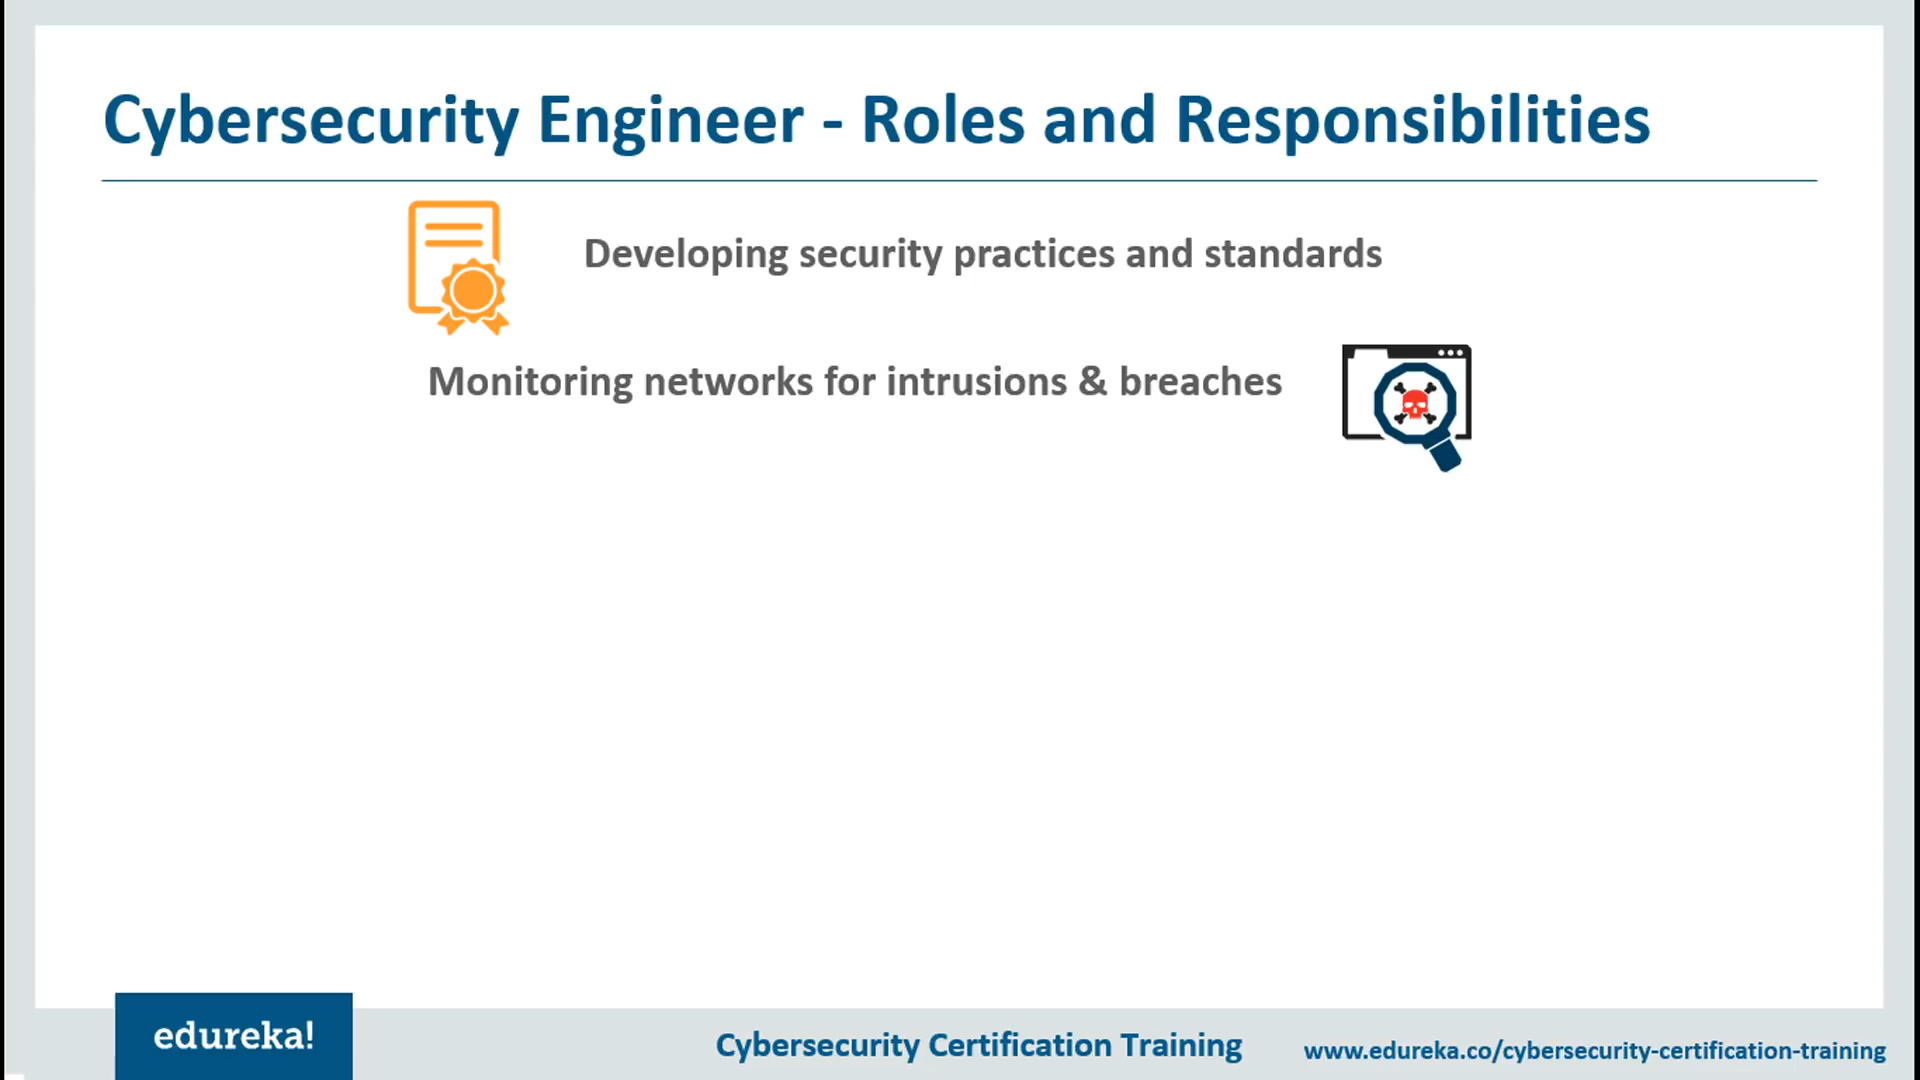 Cybersecurity Engineer - Roles and Responsibilities
Developing security practices and standards
Monitoring networks for intrusions & breaches
edureka!
Cybersecurity Certification Training
www.edureka.co/cybersecurity-certification-training